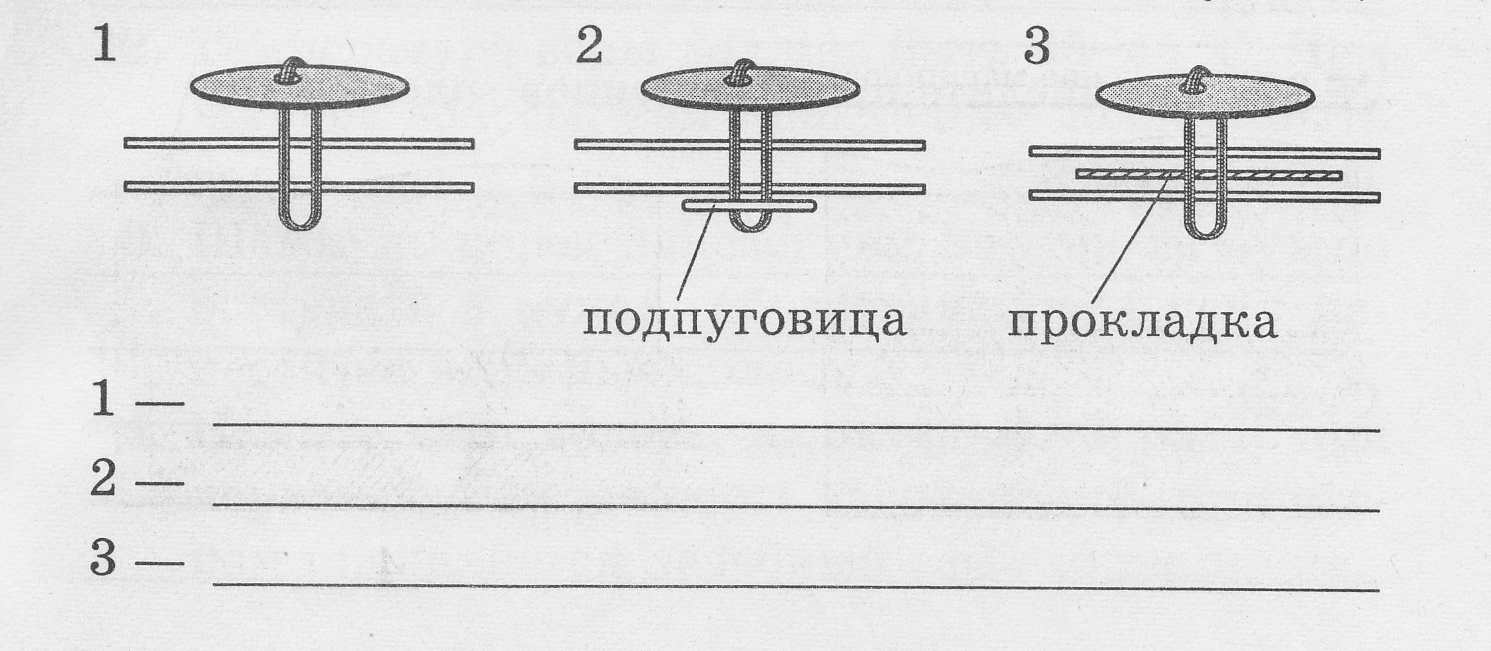 1 2 3
подпуговица прокладка
1 —
2 —
3 —